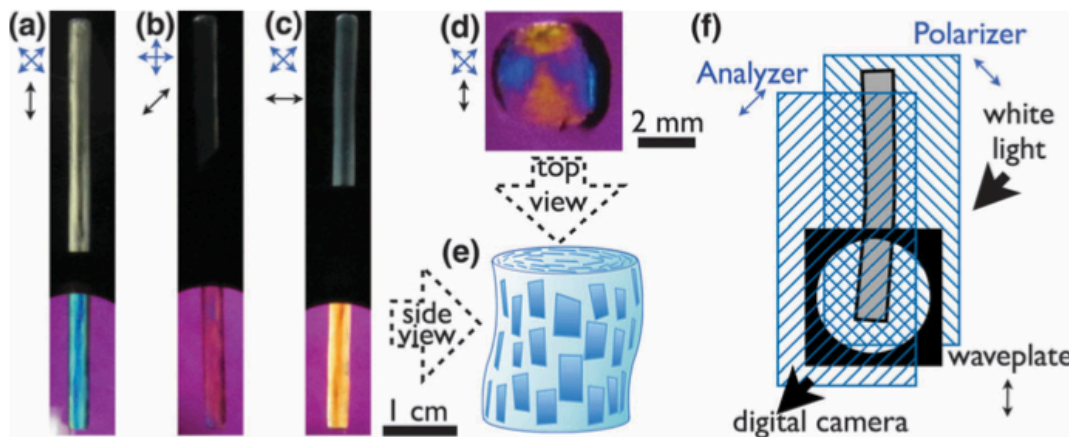 (a)
(b)
(c)
(d)
2 mm
top
view
(e)
side
view
1 cm
(f)
Polarizer
Analyzer
white
light
waveplate
digital camera